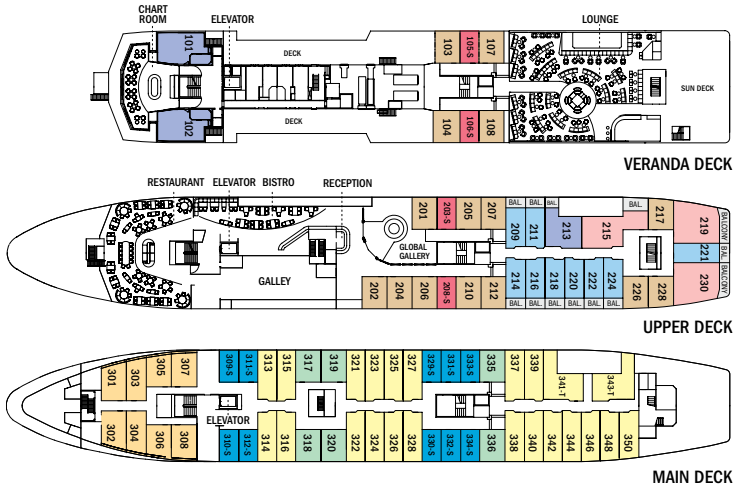 CHART
ROOM
ELEVATOR
LOUNGE
101
DECK
103
105-S
107
SUN DECK
102
DECK
104
106-S
108
VERANDA DECK
RESTAURANT
ELEVATOR
BISTRO
RECEPTION
201
203-S
205
207
BAL.
BAL.
BAL.
BAL.
209
211
213
215
217
219
BALCONY
GLOBAL
GALLERY
221
BAL.
GALLEY
202
204
206
208-S
210
212
214
216
218
220
222
224
226
228
230
BALCONY
BAL.
BAL.
BAL.
BAL.
BAL.
BAL.
UPPER DECK
301
303
305
307
309-S
311-S
313
315
317
319
321
323
325
327
329-S
331-S
333-S
335
337
339
341-T
343-T
ELEVATOR
302
304
306
308
310-S
312-S
314
316
318
320
322
324
326
328
330-S
332-S
334-S
336
338
340
342
344
346
348
350
MAIN DECK